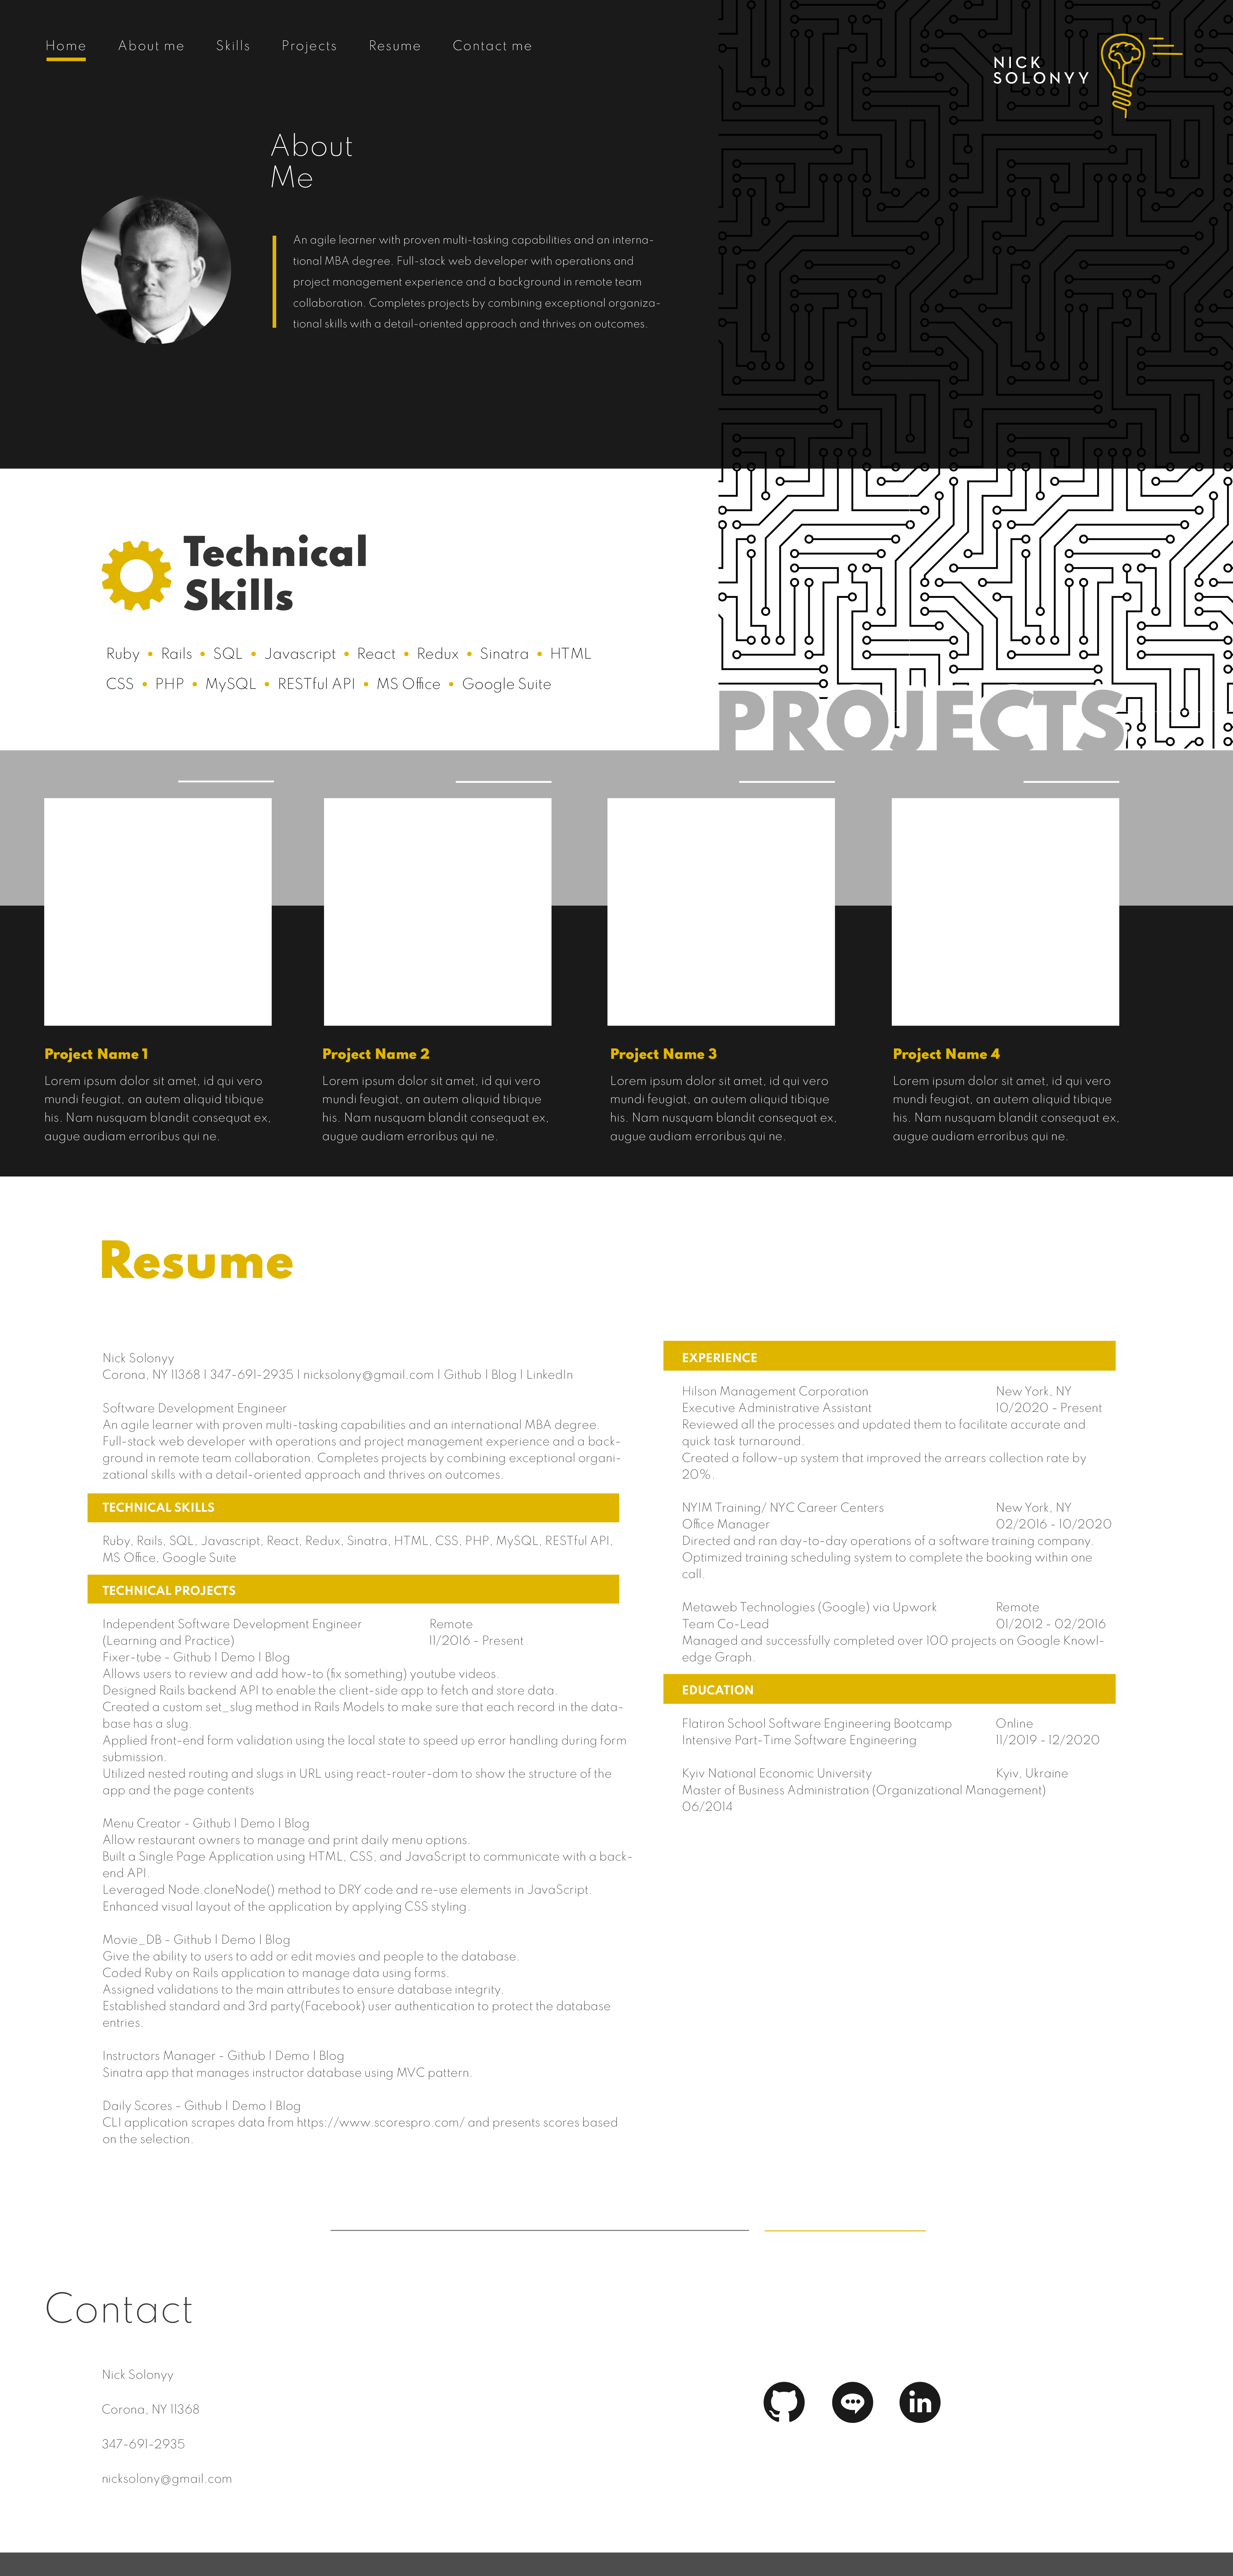 Home About me Skills Projects Resume Contact me
NICK
SOLONYY
About
Me
An agile learner with proven multi-tasking capabilities and an interna-
tional MBA degree. Full-stack web developer with operations and
project management experience and a background in remote team
collaboration. Completes projects by combining exceptional organiza-
tional skills with a detail-oriented approach and thrives on outcomes.
Technical
Skills
Ruby • Rails • SQL • Javascript • React • Redux • Sinatra • HTML
CSS • PHP • MySQL • RESTful API • MS Office • Google Suite
PROJECTS
Project Name 1
Lorem ipsum dolor sit amet, id qui vero
mundi feugiat, an autem aliquid tibique
his. Nam nusquam blandit consequat ex,
augue audiam erroribus qui ne.
Project Name 2
Lorem ipsum dolor sit amet, id qui vero
mundi feugiat, an autem aliquid tibique
his. Nam nusquam blandit consequat ex,
augue audiam erroribus qui ne.
Project Name 3
Lorem ipsum dolor sit amet, id qui vero
mundi feugiat, an autem aliquid tibique
his. Nam nusquam blandit consequat ex,
augue audiam erroribus qui ne.
Project Name 4
Lorem ipsum dolor sit amet, id qui vero
mundi feugiat, an autem aliquid tibique
his. Nam nusquam blandit consequat ex,
augue audiam erroribus qui ne.
Resume
Nick Solonyy
Corona, NY 11368 | 347-691-2935 | nicksolony@gmail.com | Github | Blog | LinkedIn
Software Development Engineer
An agile learner with proven multi-tasking capabilities and an international MBA degree.
Full-stack web developer with operations and project management experience and a back-
ground in remote team collaboration. Completes projects by combining exceptional organi-
zational skills with a detail-oriented approach and thrives on outcomes.
TECHNICAL SKILLS
Ruby, Rails, SQL, Javascript, React, Redux, Sinatra, HTML, CSS, PHP, MySQL, RESTful API,
MS Office, Google Suite
TECHNICAL PROJECTS
Independent Software Development Engineer Remote
(Learning and Practice) 11/2016 - Present
Fixer-tube - Github | Demo | Blog
Allows users to review and add how-to (fix something) youtube videos.
Designed Rails backend API to enable the client-side app to fetch and store data.
Created a custom set_slug method in Rails Models to make sure that each record in the data-
base has a slug.
Applied front-end form validation using the local state to speed up error handling during form
submission.
Utilized nested routing and slugs in URL using react-router-dom to show the structure of the
app and the page contents
Menu Creator - Github | Demo | Blog
Allow restaurant owners to manage and print daily menu options.
Built a Single Page Application using HTML, CSS, and JavaScript to communicate with a back-
end API.
Leveraged Node.cloneNode() method to DRY code and re-use elements in JavaScript.
Enhanced visual layout of the application by applying CSS styling.
Movie_DB - Github | Demo | Blog
Give the ability to users to add or edit movies and people to the database.
Coded Ruby on Rails application to manage data using forms.
Assigned validations to the main attributes to ensure database integrity.
Established standard and 3rd party(Facebook) user authentication to protect the database
entries.
Instructors Manager - Github | Demo | Blog
Sinatra app that manages instructor database using MVC pattern.
Daily Scores - Github | Demo | Blog
CLI application scrapes data from https://www.scorespro.com/ and presents scores based
on the selection.
EXPERIENCE
Hilson Management Corporation New York, NY
Executive Administrative Assistant 10/2020 - Present
Reviewed all the processes and updated them to facilitate accurate and
quick task turnaround.
Created a follow-up system that improved the arrears collection rate by
20%.
NYIM Training/ NYC Career Centers New York, NY
Office Manager 02/2016 - 10/2020
Directed and ran day-to-day operations of a software training company.
Optimized training scheduling system to complete the booking within one
call.
Metaweb Technologies (Google) via Upwork Remote
Team Co-Lead 01/2012 - 02/2016
Managed and successfully completed over 100 projects on Google Knowl-
edge Graph.
EDUCATION
Flatiron School Software Engineering Bootcamp Online
Intensive Part-Time Software Engineering 11/2019 - 12/2020
Kyiv National Economic University Kyiv, Ukraine
Master of Business Administration (Organizational Management)
06/2014
Contact
Nick Solonyy
Corona, NY 11368
347-691-2935
nicksolony@gmail.com
in